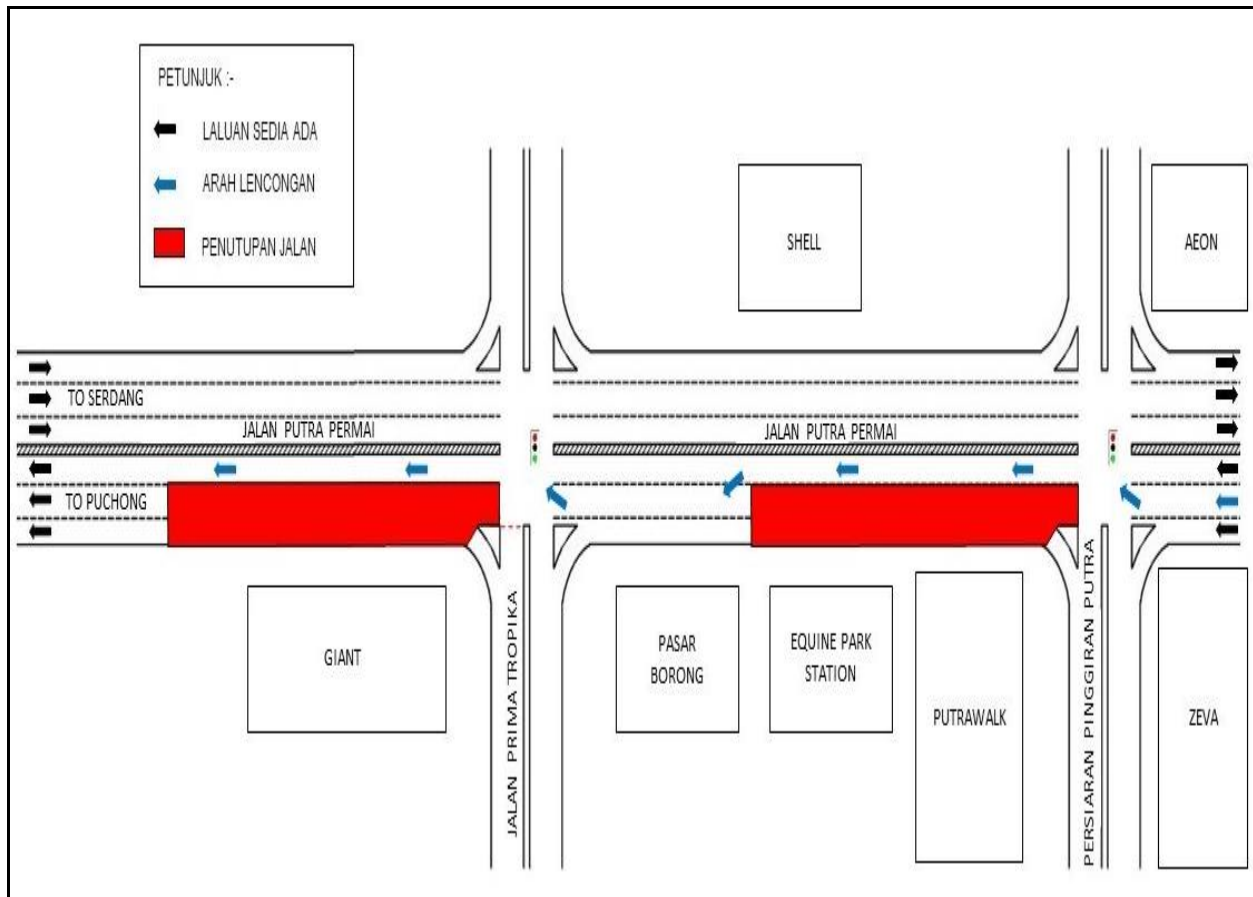 PETUNJUK :-
LALUAN SEDIA ADA
ARAH LENCONGAN
PENUTUPAN JALAN
SHELL
AEON
TO SERDANG
JALAN PUTRA PERMAI
JALAN PUTRA PERMAI
TO PUCHONG
GIANT
JALAN PRIMA TROPIKA
PASAR
BORONG
EQUINE PARK
STATION
PUTRAWALK
PERSIARAN PINGGIRAN PUTRA
ZEVA